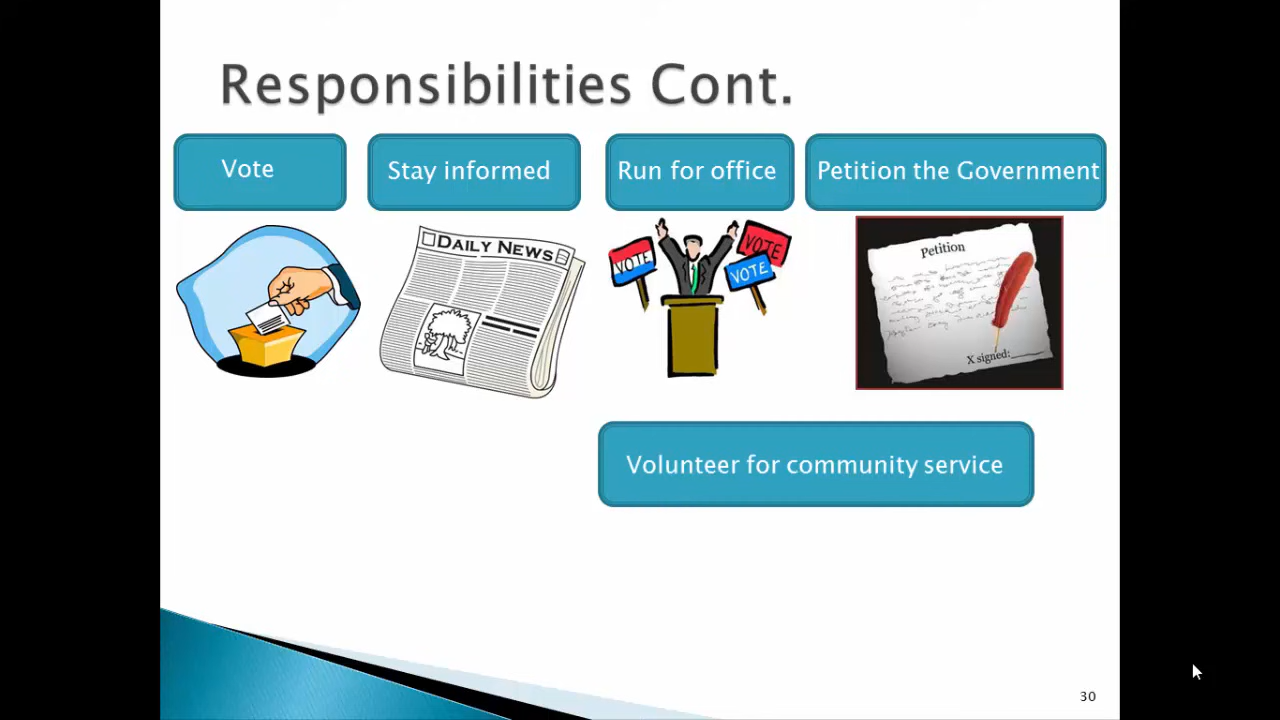 Responsibilities Cont.
Vote
Stay informed
Run for office
Petition the Government
DAILY NEWS
VOTE
VOTE
VOTE
Petition
X signed:______
Volunteer for community service
30